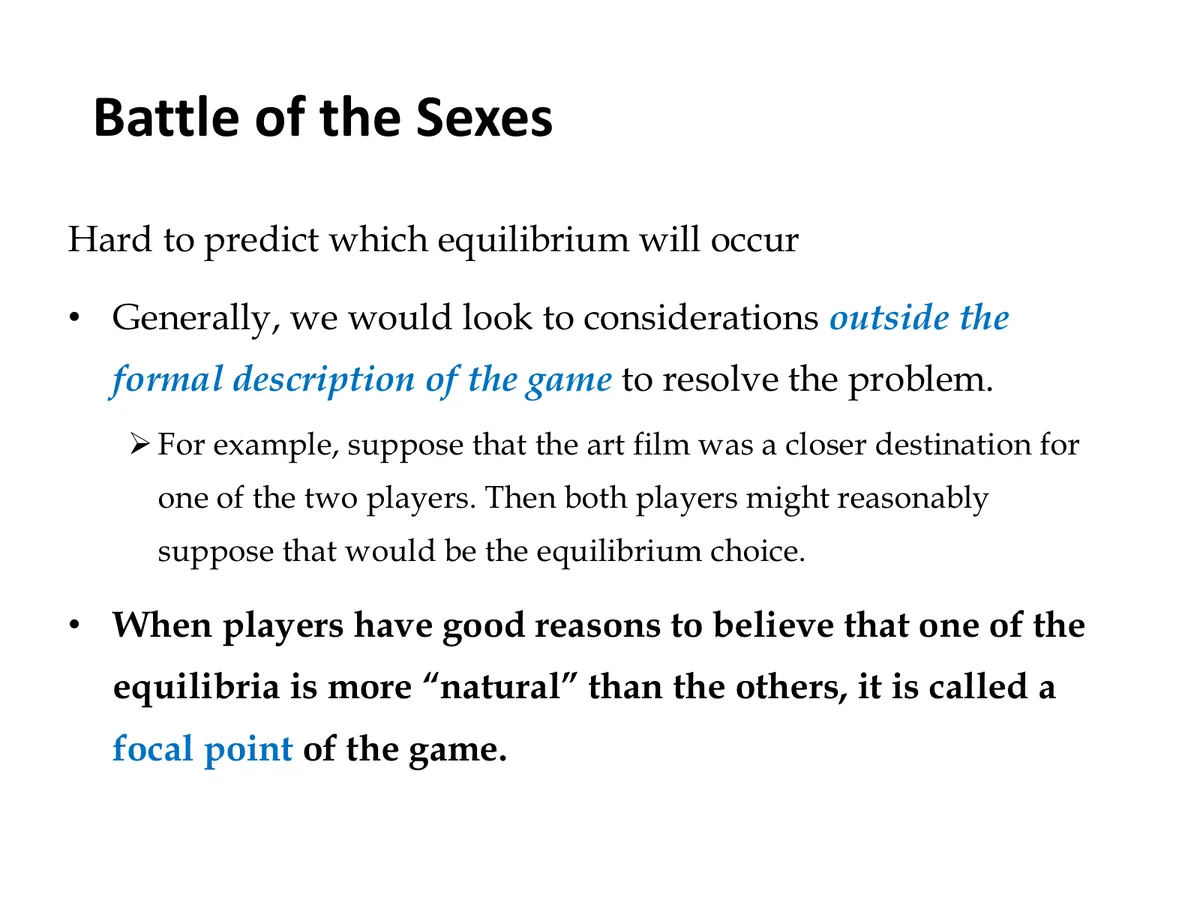 Battle of the Sexes
Hard to predict which equilibrium will occur
• Generally, we would look to considerations outside the
formal description of the game to resolve the problem.
➢ For example, suppose that the art film was a closer destination for
one of the two players. Then both players might reasonably
suppose that would be the equilibrium choice.
• When players have good reasons to believe that one of the
equilibria is more “natural” than the others, it is called a
focal point of the game.